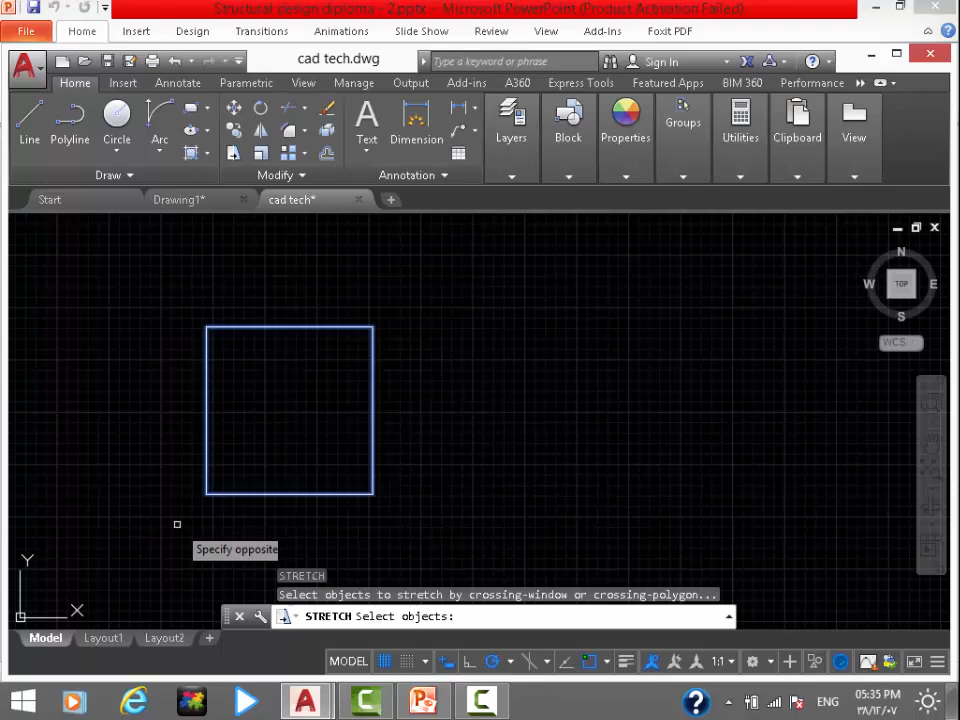 Structural design diploma - 2.pptx - Microsoft PowerPoint (Product Activation Failed)
File Home Insert Design Transitions Animations Slide Show Review View Add-Ins Foxit PDF
cad tech.dwg Type a keyword or phrase Sign In
Home Insert Annotate Parametric View Manage Output Add-ins A360 Express Tools Featured Apps BIM 360 Performance
Line Polyline Circle Arc Text Dimension Layers Block Properties Groups Utilities Clipboard View
Draw Modify Annotation
Start Drawing1* cad tech*
N
W TOP E
S
WCS
Specify opposite
Y
STRETCH
Select objects to stretch by crossing-window or crossing-polygon...
X
STRETCH Select objects:
Model Layout1 Layout2
MODEL 1:1
ENG 05:35 PM
٣٨/١٢/٠٧